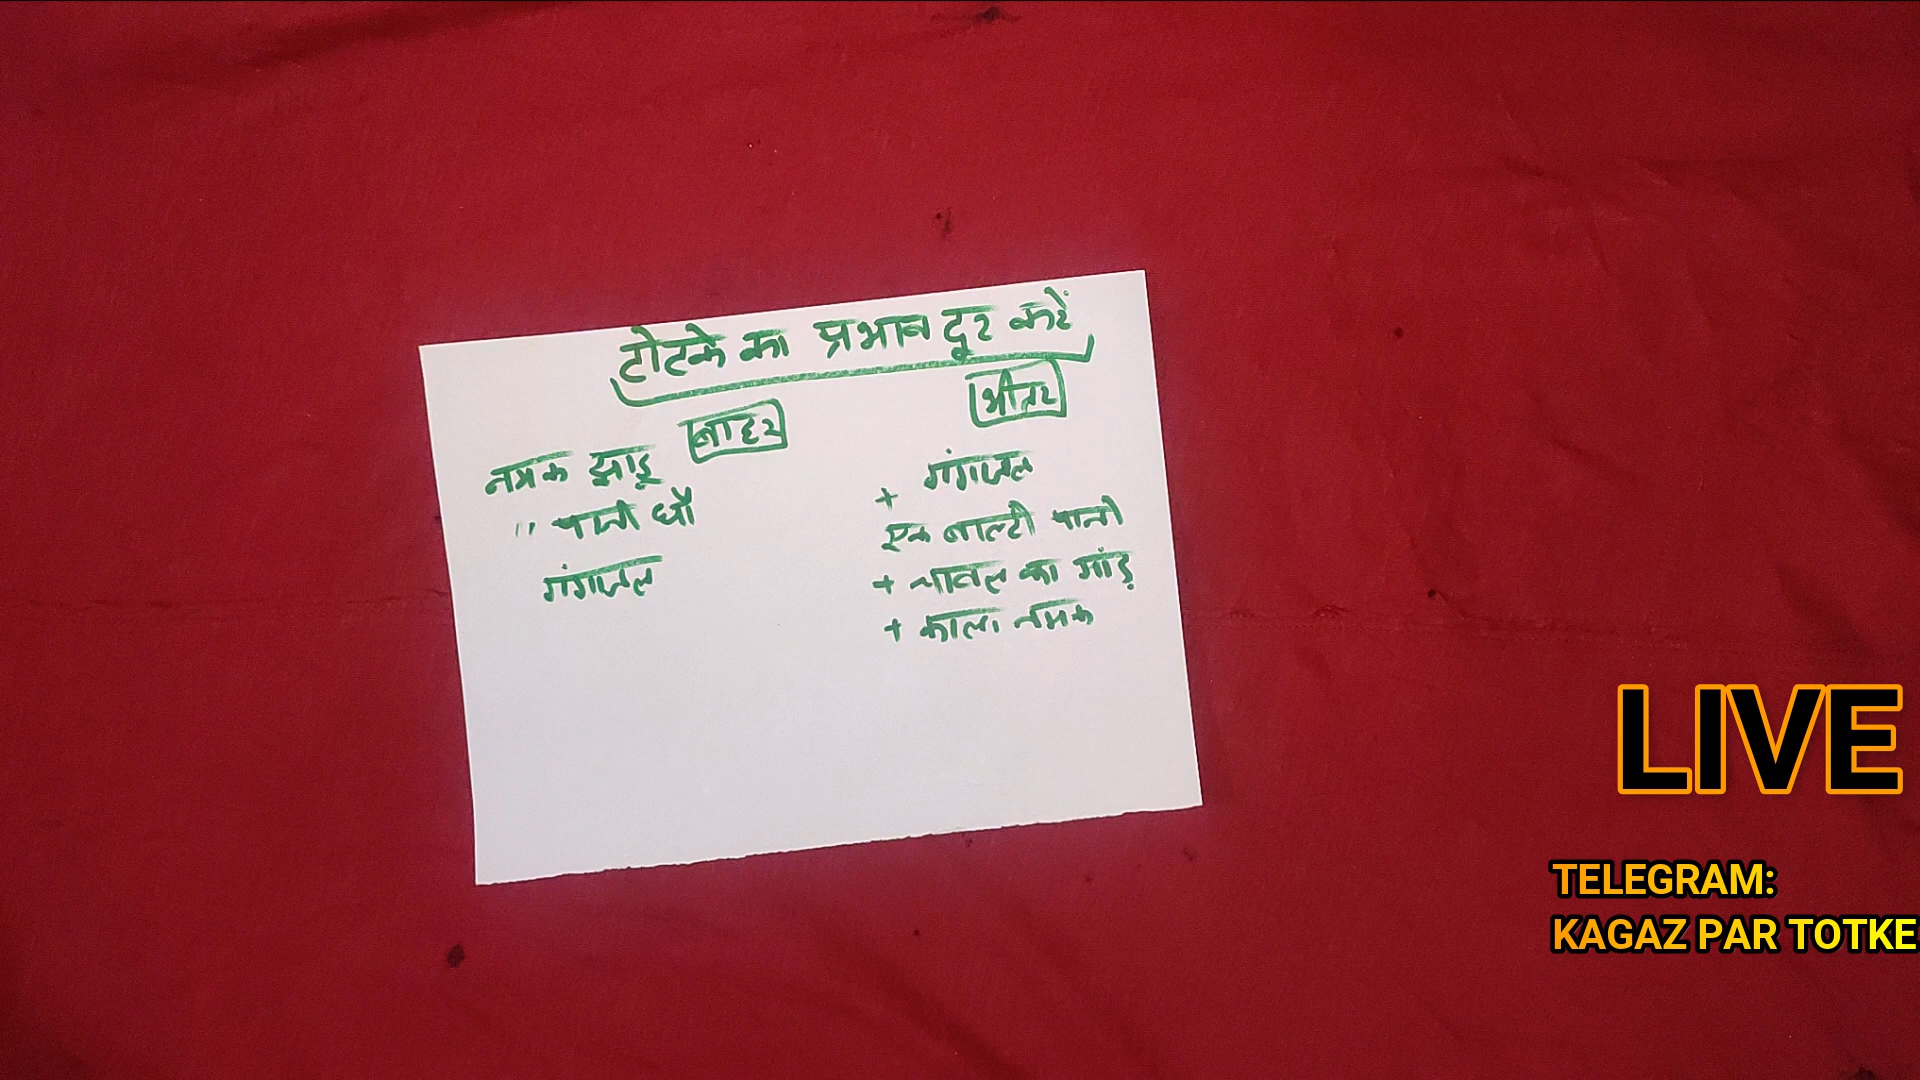 टोटके का प्रभाव दूर करें
बाहर
नमक झाडू
" पानी धौ
गंगाजल
भीतर
गंगाजल
+
एक बाल्टी पानी
+ चावल का मांड़
+ काला नमक
LIVE
TELEGRAM:
KAGAZ PAR TOTKE